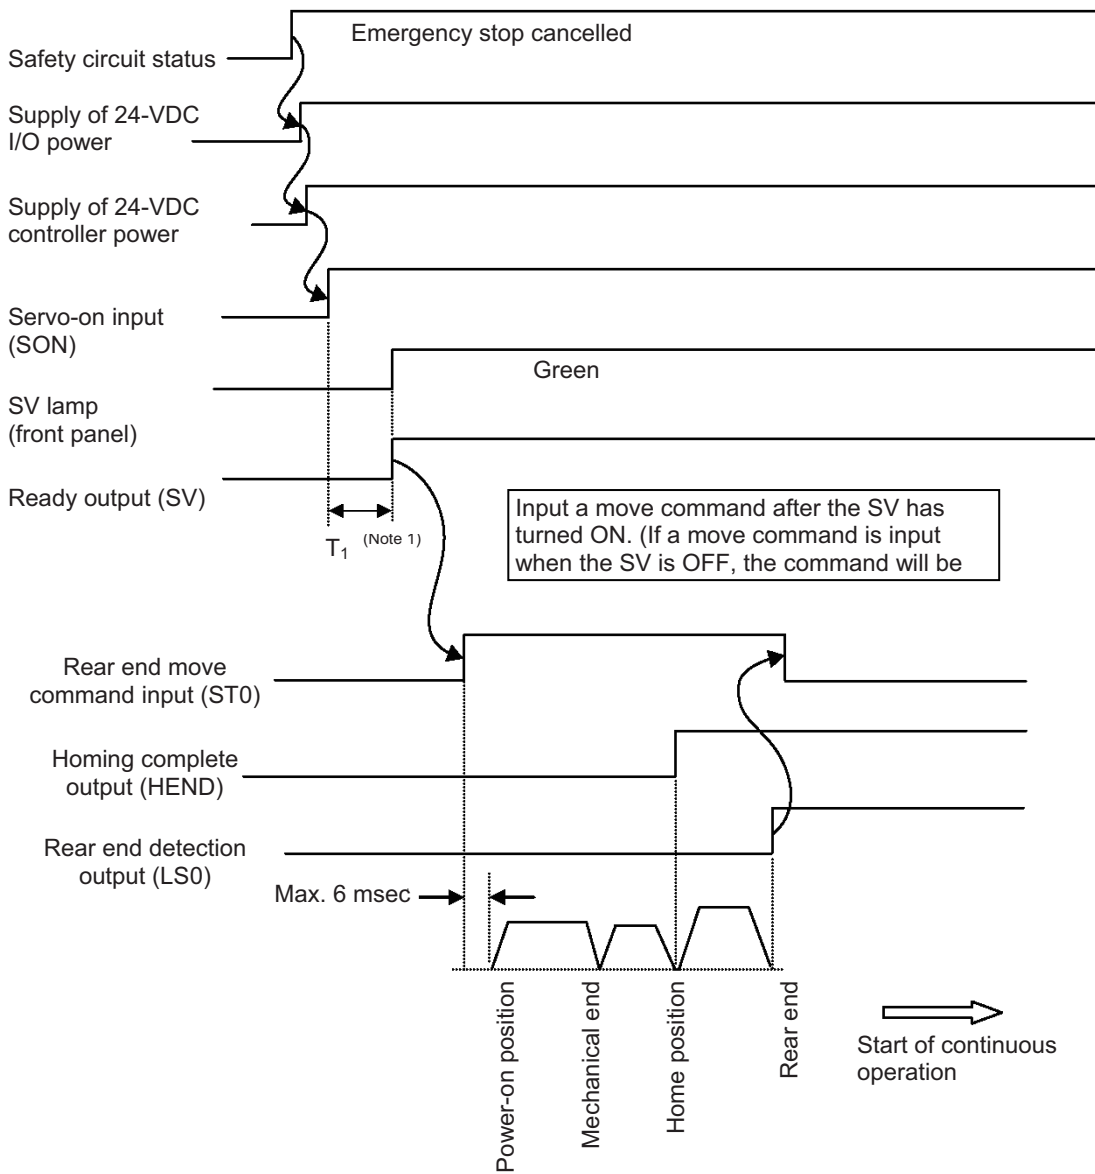 Emergency stop cancelled
Safety circuit status
Supply of 24-VDC
I/O power
Supply of 24-VDC
controller power
Servo-on input
(SON)
Green
SV lamp
(front panel)
Ready output (SV)
T1 (Note 1)
Input a move command after the SV has
turned ON. (If a move command is input
when the SV is OFF, the command will be
Rear end move
command input (ST0)
Homing complete
output (HEND)
Rear end detection
output (LS0)
Max. 6 msec
Power-on position
Mechanical end
Home position
Rear end
Start of continuous
operation